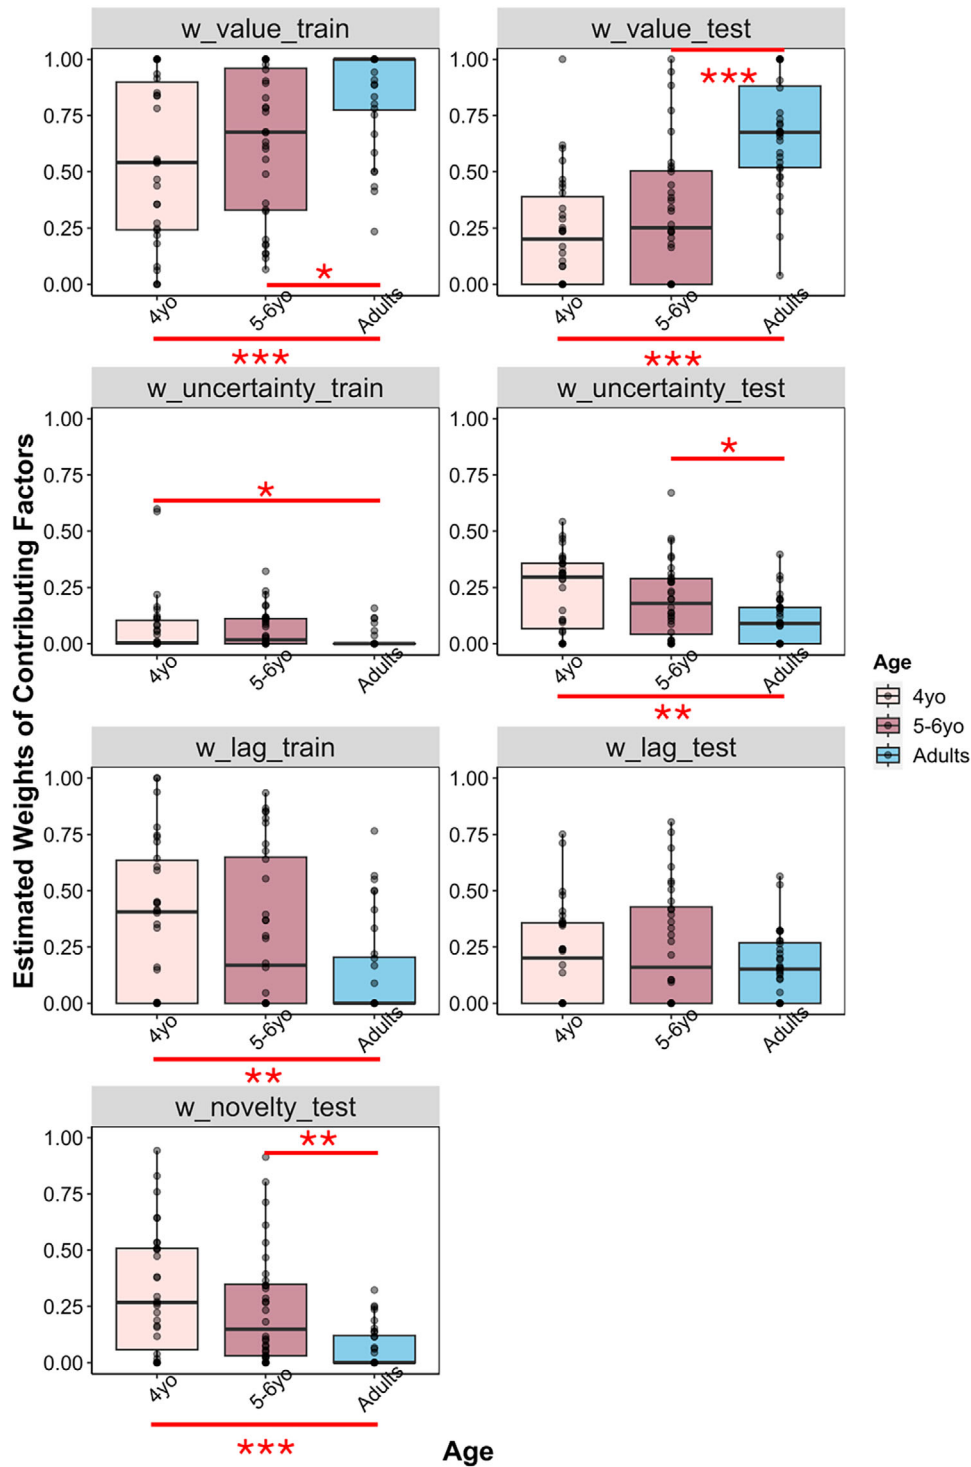 w_value_train
w_value_test
1.00
0.75
0.50
0.25
0.00
4yo
5-6yo
Adults
*
***
1.00
0.75
0.50
0.25
0.00
4yo
5-6yo
Adults
***
***
w_uncertainty_train
w_uncertainty_test
1.00
0.75
0.50
0.25
0.00
4yo
5-6yo
Adults
*
1.00
0.75
0.50
0.25
0.00
4yo
5-6yo
Adults
*
**
w_lag_train
w_lag_test
1.00
0.75
0.50
0.25
0.00
4yo
5-6yo
Adults
**
1.00
0.75
0.50
0.25
0.00
4yo
5-6yo
Adults
w_novelty_test
1.00
0.75
0.50
0.25
0.00
4yo
5-6yo
Adults
**
***
Estimated Weights of Contributing Factors
Age
Age
4yo
5-6yo
Adults